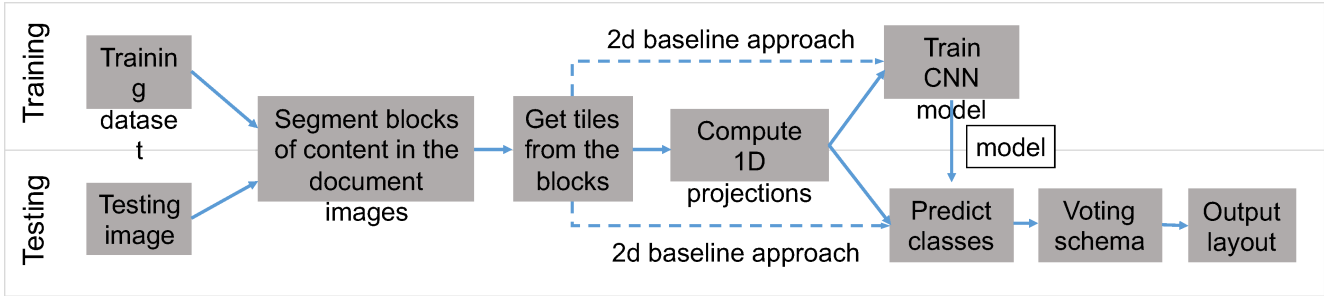 Training
Trainin
g
datase
t
Segment blocks
of content in the
document
images
Get tiles
from the
blocks
2d baseline approach
Compute
1D
projections
Train
CNN
model
model
Testing
Testing
image
2d baseline approach
Predict
classes
Voting
schema
Output
layout